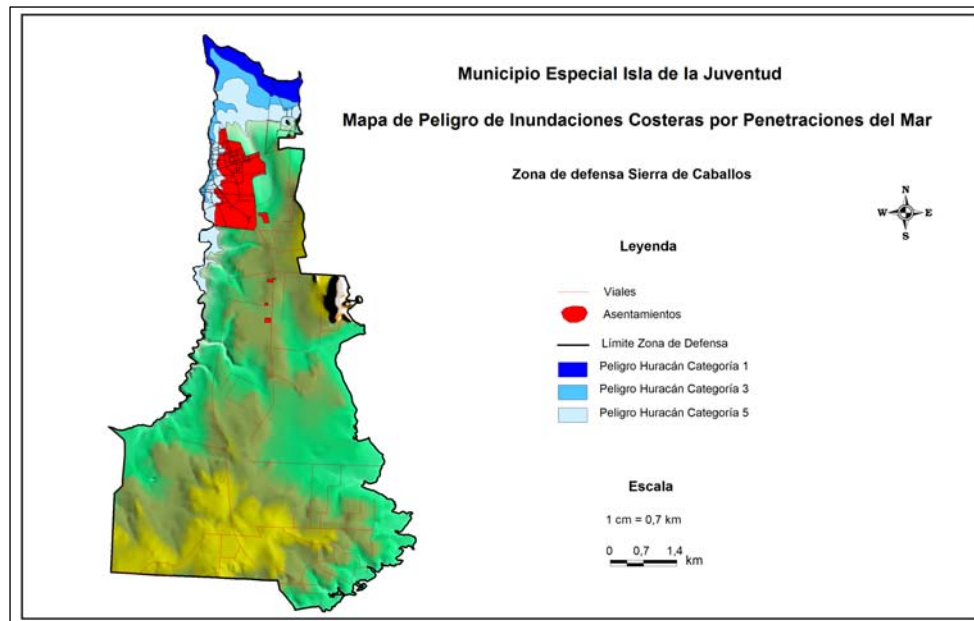 Municipio Especial Isla de la Juventud
Mapa de Peligro de Inundaciones Costeras por Penetraciones del Mar
Zona de defensa Sierra de Caballos
N
W E
S
Leyenda
Viales
Asentamientos
Límite Zona de Defensa
Peligro Huracán Categoría 1
Peligro Huracán Categoría 3
Peligro Huracán Categoría 5
Escala
1 cm = 0,7 km
0 0,7 1,4
km